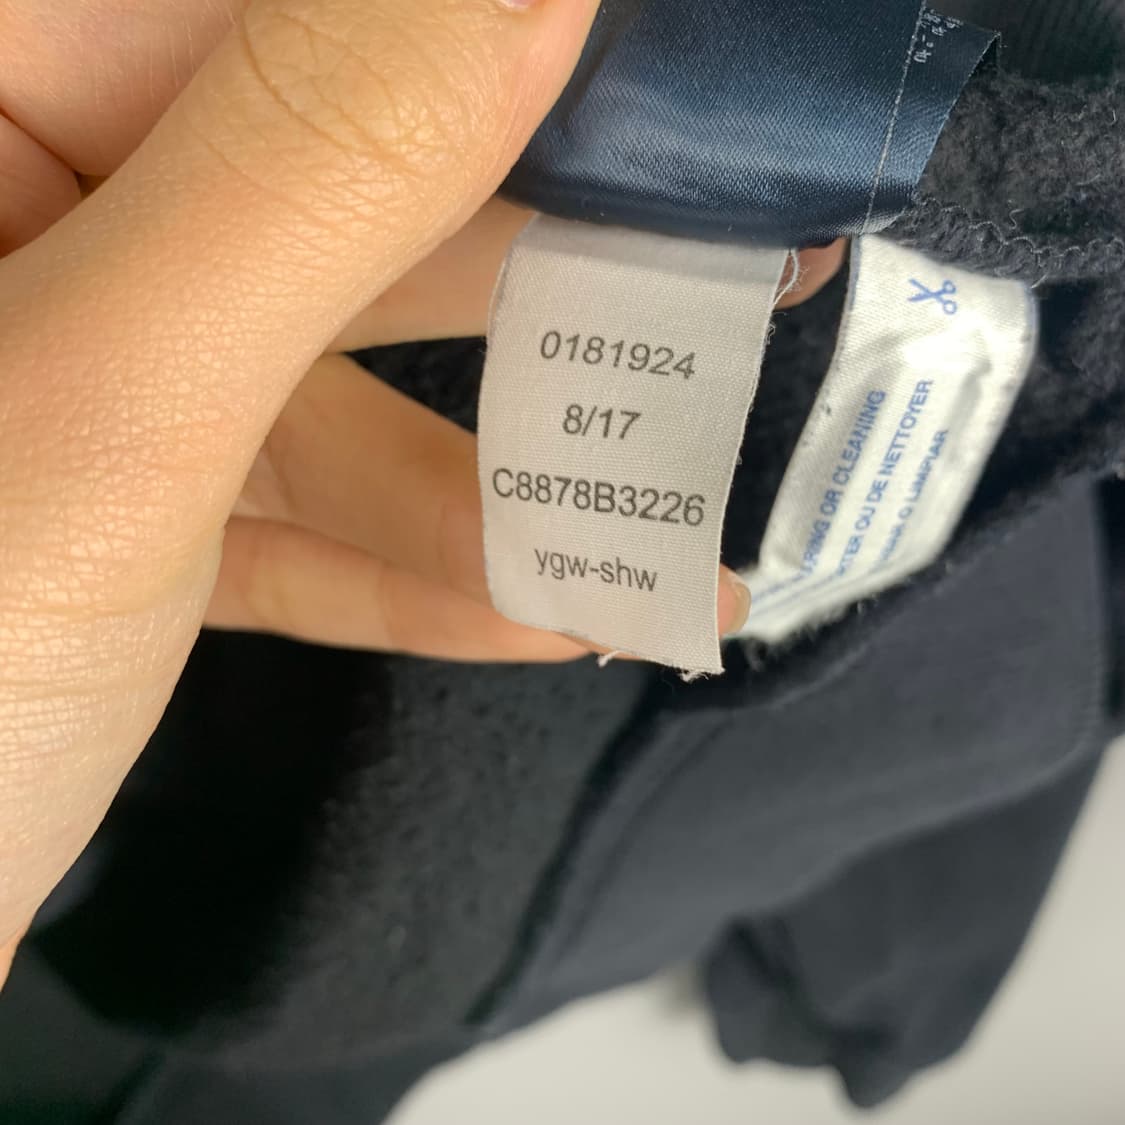 0181924
8/17
C8878B3226
ygw-shw
OR CLEANING
OU DE NETTOYER
O LIMPIAR